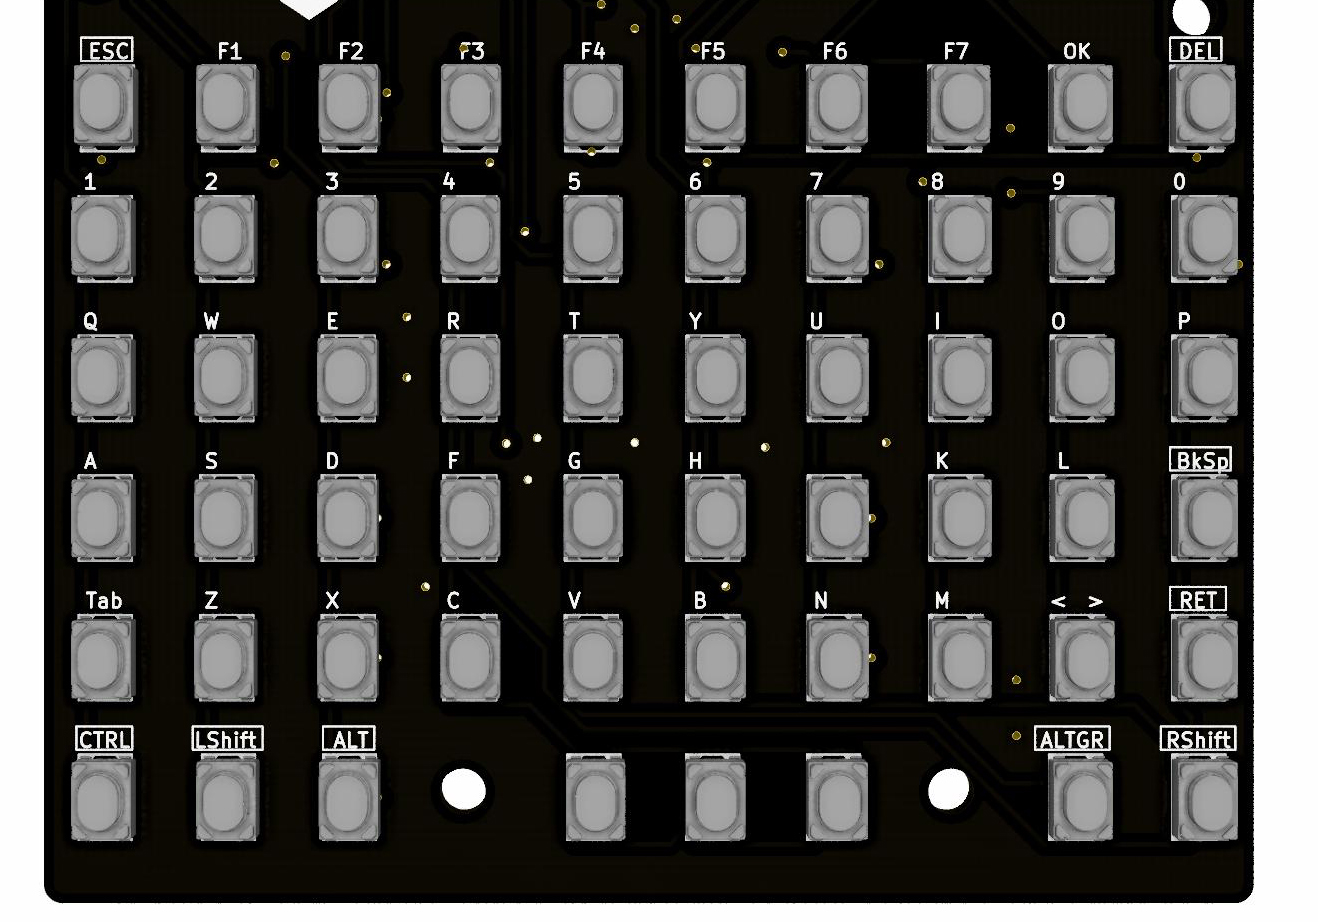 ESC F1 F2 F3 F4 F5 F6 F7 OK DEL
1 2 3 4 5 6 7 8 9 0
Q W E R T Y U I O P
A S D F G H K L BkSp
Tab Z X C V B N M < > RET
CTRL LShift ALT ALTGR RShift